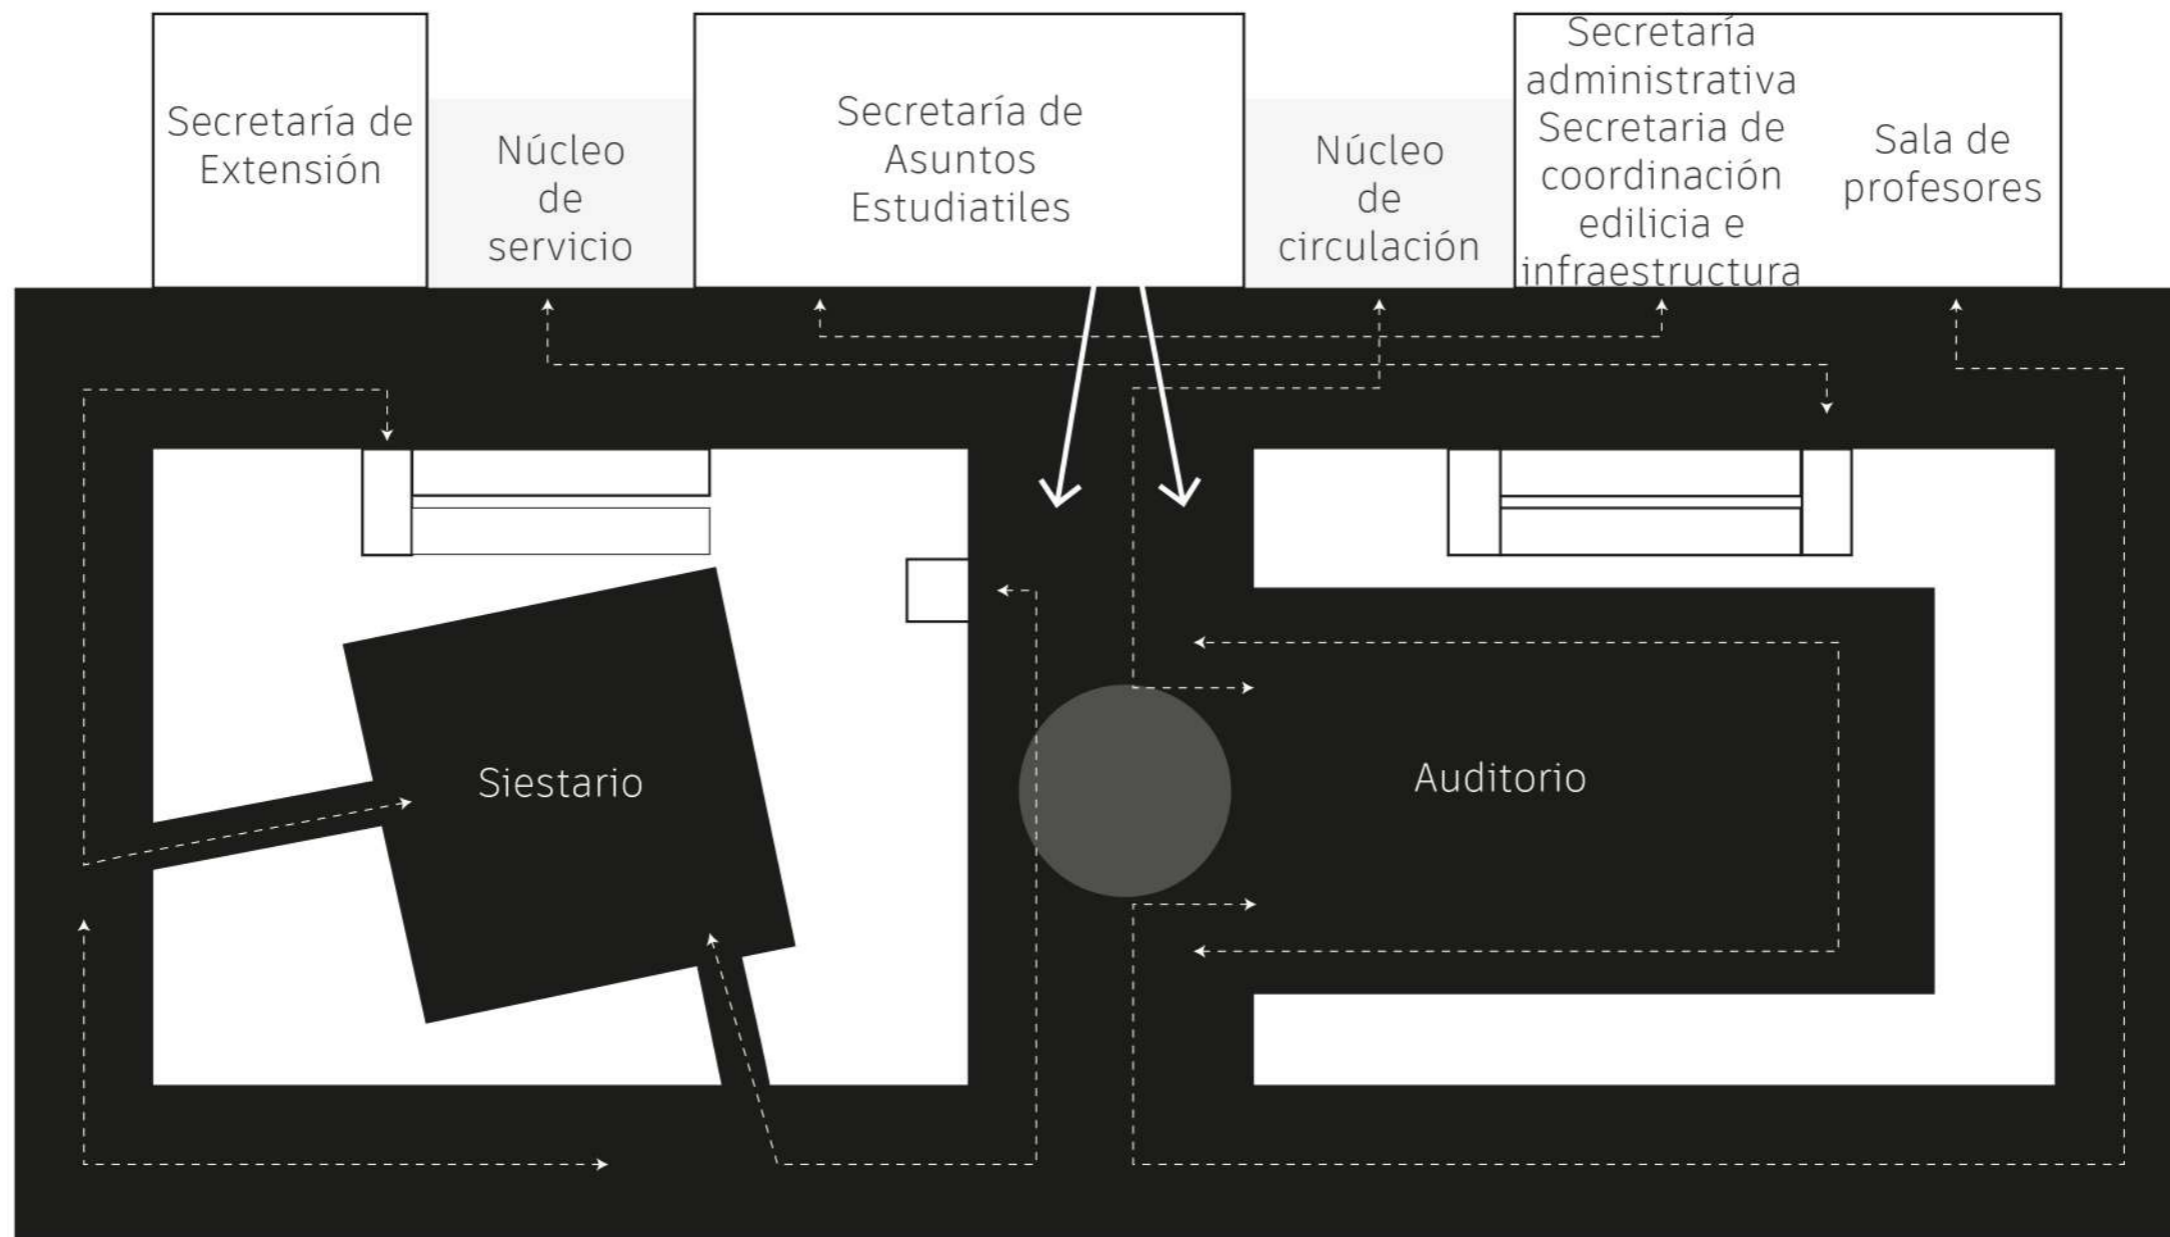 Secretaría de
Extensión
Núcleo
de
servicio
Secretaría de
Asuntos
Estudiatiles
Núcleo
de
circulación
Secretaría
administrativa
Secretaria de
coordinación
edilicia e
infraestructura
Sala de
profesores
Siestario
Auditorio